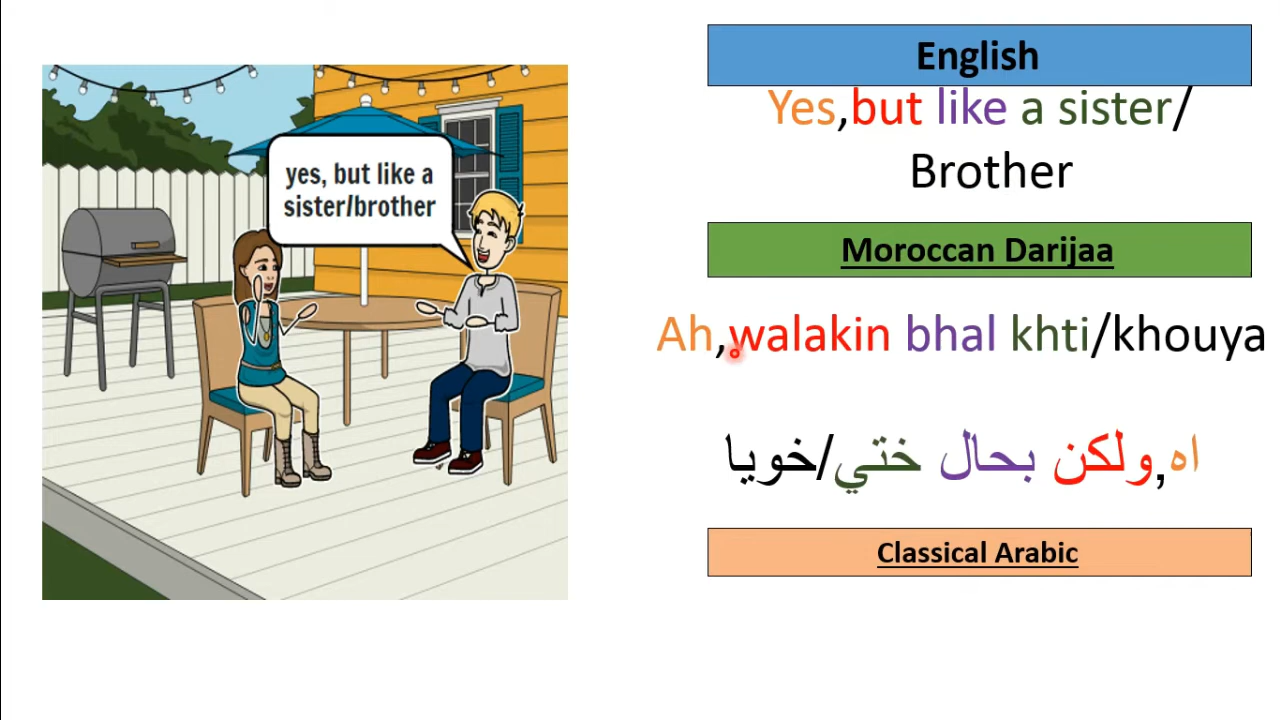 yes, but like a
sister/brother
English
Yes,but like a sister/
Brother
Moroccan Darijaa
Ah,walakin bhal khti/khouya
اه,ولكن بحال ختي/خويا
Classical Arabic